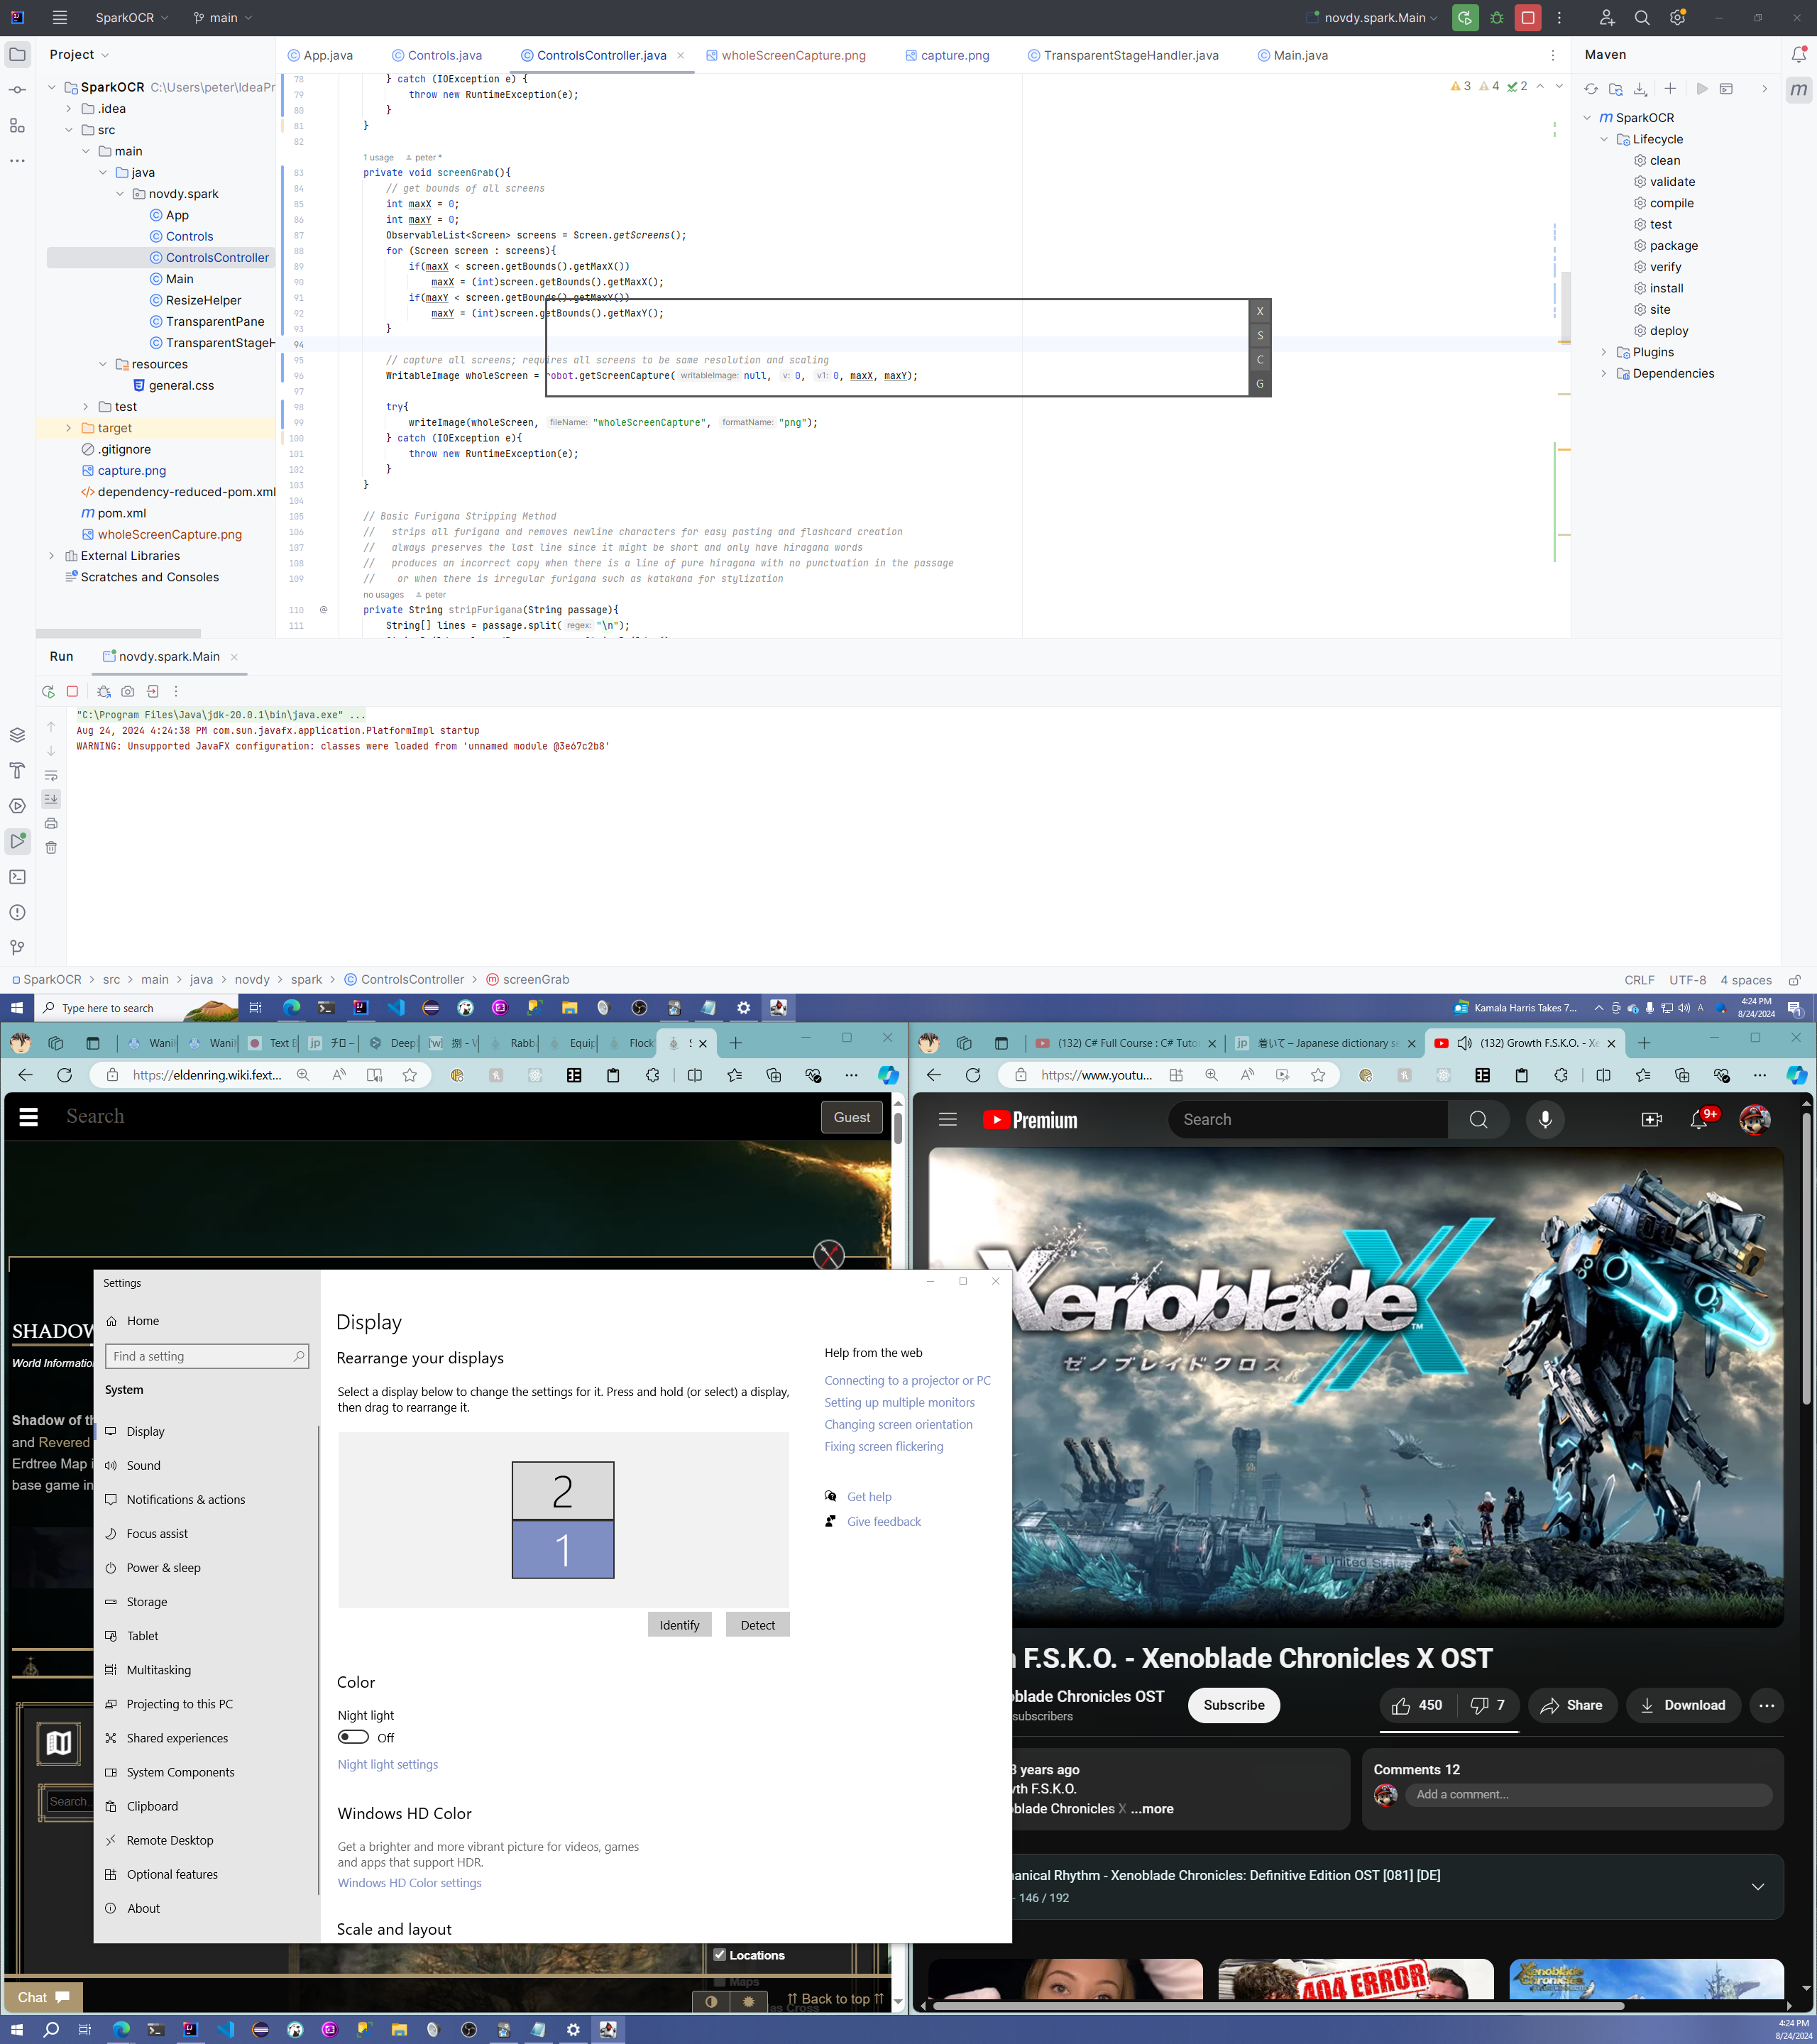 SparkOCR
main
novdy.spark.Main
Project
App.java
Controls.java
ControlsController.java
wholeScreenCapture.png
capture.png
TransparentStageHandler.java
Main.java
Maven
SparkOCR C:\Users\peter\IdeaPr
.idea
src
main
java
novdy.spark
App
Controls
ControlsController
Main
ResizeHelper
TransparentPane
TransparentStageH
resources
general.css
test
target
.gitignore
capture.png
dependency-reduced-pom.xml
pom.xml
wholeScreenCapture.png
External Libraries
Scratches and Consoles
3 4 2
78 } catch (IOException e) {
79 throw new RuntimeException(e);
80 }
81 }
82
1 usage peter *
83 private void screenGrab(){
84 // get bounds of all screens
85 int maxX = 0;
86 int maxY = 0;
87 ObservableList<Screen> screens = Screen.getScreens();
88 for (Screen screen : screens){
89 if(maxX < screen.getBounds().getMaxX())
90 maxX = (int)screen.getBounds().getMaxX();
91 if(maxY < screen.getBounds().getMaxY())
92 maxY = (int)screen.getBounds().getMaxY();
93 }
94
95 // capture all screens; requires all screens to be same resolution and scaling
96 WritableImage wholeScreen = robot.getScreenCapture( writableImage: null, v: 0, v1: 0, maxX, maxY);
97
98 try{
99 writeImage(wholeScreen, fileName: "wholeScreenCapture", formatName: "png");
100 } catch (IOException e){
101 throw new RuntimeException(e);
102 }
103 }
104
105 // Basic Furigana Stripping Method
106 // strips all furigana and removes newline characters for easy pasting and flashcard creation
107 // always preserves the last line since it might be short and only have hiragana words
108 // produces an incorrect copy when there is a line of pure hiragana with no punctuation in the passage
109 // or when there is irregular furigana such as katakana for stylization
no usages peter
110 @ private String stripFurigana(String passage){
111 String[] lines = passage.split( regex: "\n");
X
S
C
G
SparkOCR
Lifecycle
clean
validate
compile
test
package
verify
install
site
deploy
Plugins
Dependencies
Run
novdy.spark.Main
"C:\Program Files\Java\jdk-20.0.1\bin\java.exe" ...
Aug 24, 2024 4:24:38 PM com.sun.javafx.application.PlatformImpl startup
WARNING: Unsupported JavaFX configuration: classes were loaded from 'unnamed module @3e67c2b8'
SparkOCR > src > main > java > novdy > spark > ControlsController > screenGrab
CRLF UTF-8 4 spaces
Type here to search
Kamala Harris Takes 7...
4:24 PM
8/24/2024
Wani
Wani
Text E
チロ –
Deep
[w] 捌 - W
Rabb
Equip
Flock
https://eldenring.wiki.fext...
Search
Guest
SHADOW
World Informatio
Shadow of th
and Revered
Erdtree Map i
base game in
Search...
Locations
Maps
Chat
Back to top
Settings
Home
Find a setting
System
Display
Sound
Notifications & actions
Focus assist
Power & sleep
Storage
Tablet
Multitasking
Projecting to this PC
Shared experiences
System Components
Clipboard
Remote Desktop
Optional features
About
Display
Rearrange your displays
Select a display below to change the settings for it. Press and hold (or select) a display,
then drag to rearrange it.
2
1
Identify
Detect
Color
Night light
Off
Night light settings
Windows HD Color
Get a brighter and more vibrant picture for videos, games
and apps that support HDR.
Windows HD Color settings
Scale and layout
Help from the web
Connecting to a projector or PC
Setting up multiple monitors
Changing screen orientation
Fixing screen flickering
Get help
Give feedback
(132) C# Full Course : C# Tuto
着いて – Japanese dictionary se
(132) Growth F.S.K.O. - Xe
https://www.youtu...
Premium
Search
9+
Xenoblade X
TM
ゼノブレイドクロス
United States
F.S.K.O. - Xenoblade Chronicles X OST
blade Chronicles OST
subscribers
Subscribe
450
7
Share
Download
3 years ago
vth F.S.K.O.
blade Chronicles X ...more
Comments 12
Add a comment...
anical Rhythm - Xenoblade Chronicles: Definitive Edition OST [081] [DE]
- 146 / 192
404 ERROR
Xenoblade
Chronicles
4:24 PM
8/24/2024